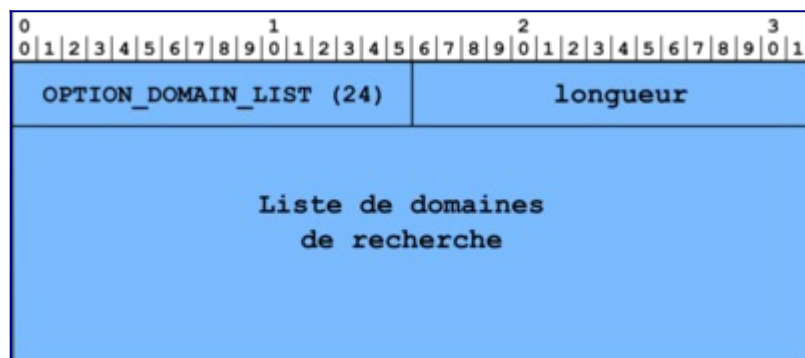 0 1 2 3
0|1|2|3|4|5|6|7|8|9|0|1|2|3|4|5|6|7|8|9|0|1|2|3|4|5|6|7|8|9|0|1
OPTION_DOMAIN_LIST (24) longueur
Liste de domaines
de recherche